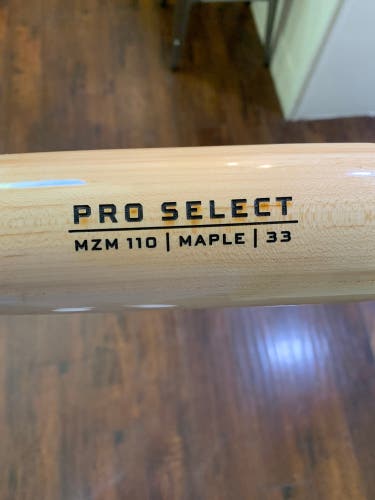 PRO SELECT
MZM 110 | MAPLE | 33